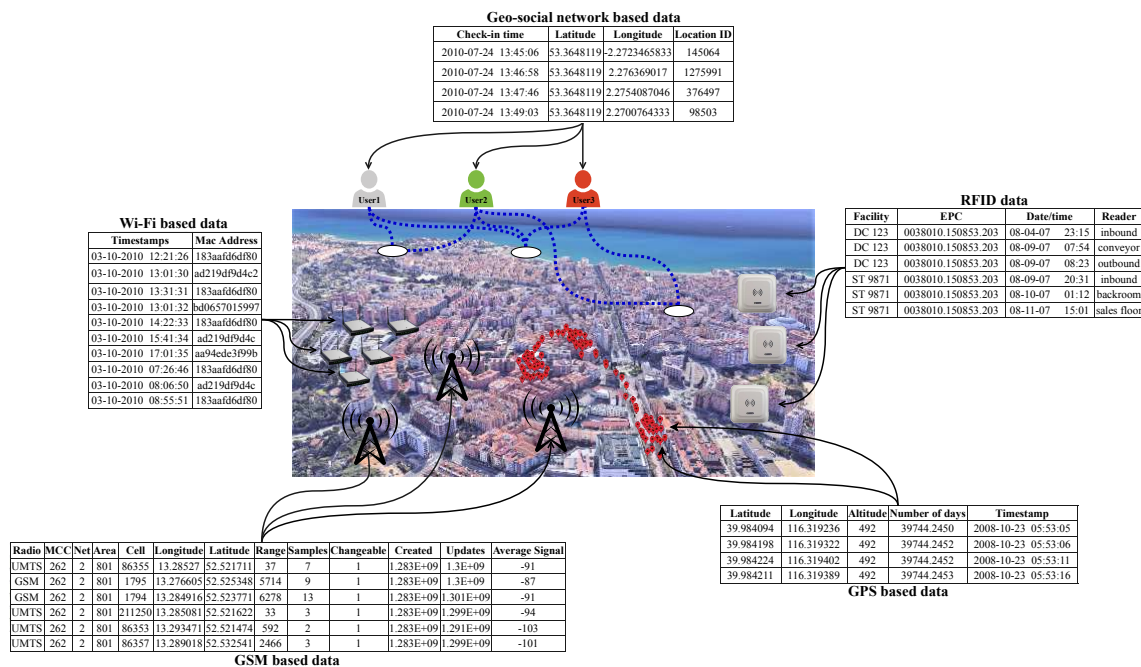 Geo-social network based data
Check-in time Latitude Longitude Location ID
2010-07-24 13:45:06 53.3648119 -2.2723465833 145064
2010-07-24 13:46:58 53.3648119 2.276369017 1275991
2010-07-24 13:47:46 53.3648119 2.2754087046 376497
2010-07-24 13:49:03 53.3648119 2.2700764333 98503
User1 User2 User3
Wi-Fi based data
Timestamps Mac Address
03-10-2010 12:21:26 183aafd6df80
03-10-2010 13:01:30 ad219df9d4c2
03-10-2010 13:31:31 183aafd6df80
03-10-2010 13:01:32 bd0657015997
03-10-2010 14:22:33 183aafd6df80
03-10-2010 15:41:34 ad219df9d4c
03-10-2010 17:01:35 aa94ede3f99b
03-10-2010 07:26:46 183aafd6df80
03-10-2010 08:06:50 ad219df9d4c
03-10-2010 08:55:51 183aafd6df80
RFID data
Facility EPC Date/time Reader
DC 123 0038010.150853.203 08-04-07 23:15 inbound
DC 123 0038010.150853.203 08-09-07 07:54 conveyor
DC 123 0038010.150853.203 08-09-07 08:23 outbound
ST 9871 0038010.150853.203 08-09-07 20:31 inbound
ST 9871 0038010.150853.203 08-10-07 01:12 backroom
ST 9871 0038010.150853.203 08-11-07 15:01 sales floor
Latitude Longitude Altitude Number of days Timestamp
39.984094 116.319236 492 39744.2450 2008-10-23 05:53:05
39.984198 116.319322 492 39744.2452 2008-10-23 05:53:06
39.984224 116.319402 492 39744.2452 2008-10-23 05:53:11
39.984211 116.319389 492 39744.2453 2008-10-23 05:53:16
GPS based data
Radio MCC Net Area Cell Longitude Latitude Range Samples Changeable Created Updates Average Signal
UMTS 262 2 801 86355 13.28527 52.521711 37 7 1 1.283E+09 1.3E+09 -91
GSM 262 2 801 1795 13.276605 52.525348 5714 9 1 1.283E+09 1.3E+09 -87
GSM 262 2 801 1794 13.284916 52.523771 6278 13 1 1.283E+09 1.301E+09 -91
UMTS 262 2 801 211250 13.285081 52.521622 33 3 1 1.283E+09 1.299E+09 -94
UMTS 262 2 801 86353 13.293471 52.521474 592 2 1 1.283E+09 1.291E+09 -103
UMTS 262 2 801 86357 13.289018 52.532541 2466 3 1 1.283E+09 1.299E+09 -101
GSM based data